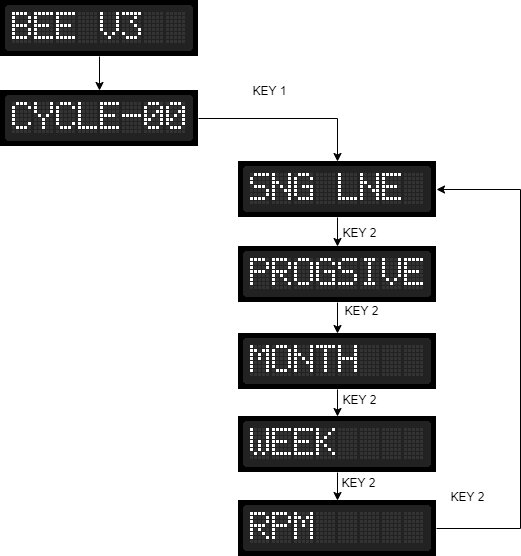 BEE V3
CYCLE-00
KEY 1
SNG LNE
KEY 2
PROGSIVE
KEY 2
MONTH
KEY 2
WEEK
KEY 2
KEY 2
RPM